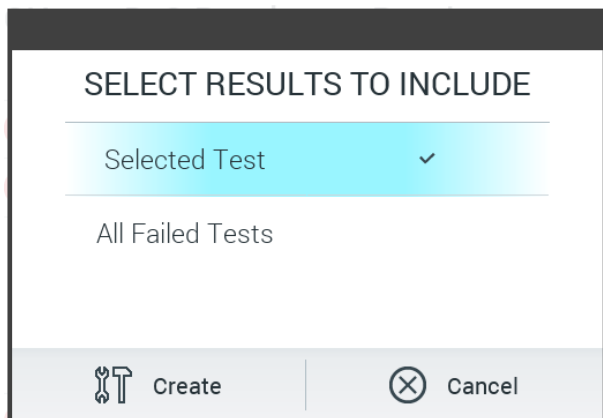 SELECT RESULTS TO INCLUDE
Selected Test
All Failed Tests
Create
Cancel